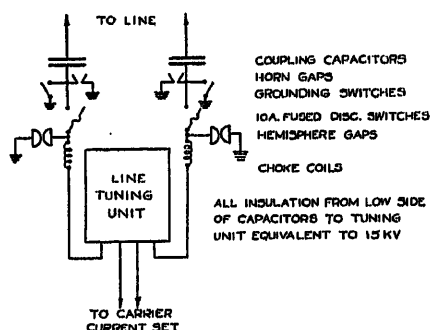 TO LINE
COUPLING CAPACITORS
HORN GAPS
GROUNDING SWITCHES
10A. FUSED DISC. SWITCHES
HEMISPHERE GAPS
CHOKE COILS
LINE
TUNING
UNIT
ALL INSULATION FROM LOW SIDE
OF CAPACITORS TO TUNING
UNIT EQUIVALENT TO 15 KV
TO CARRIER
CURRENT SET